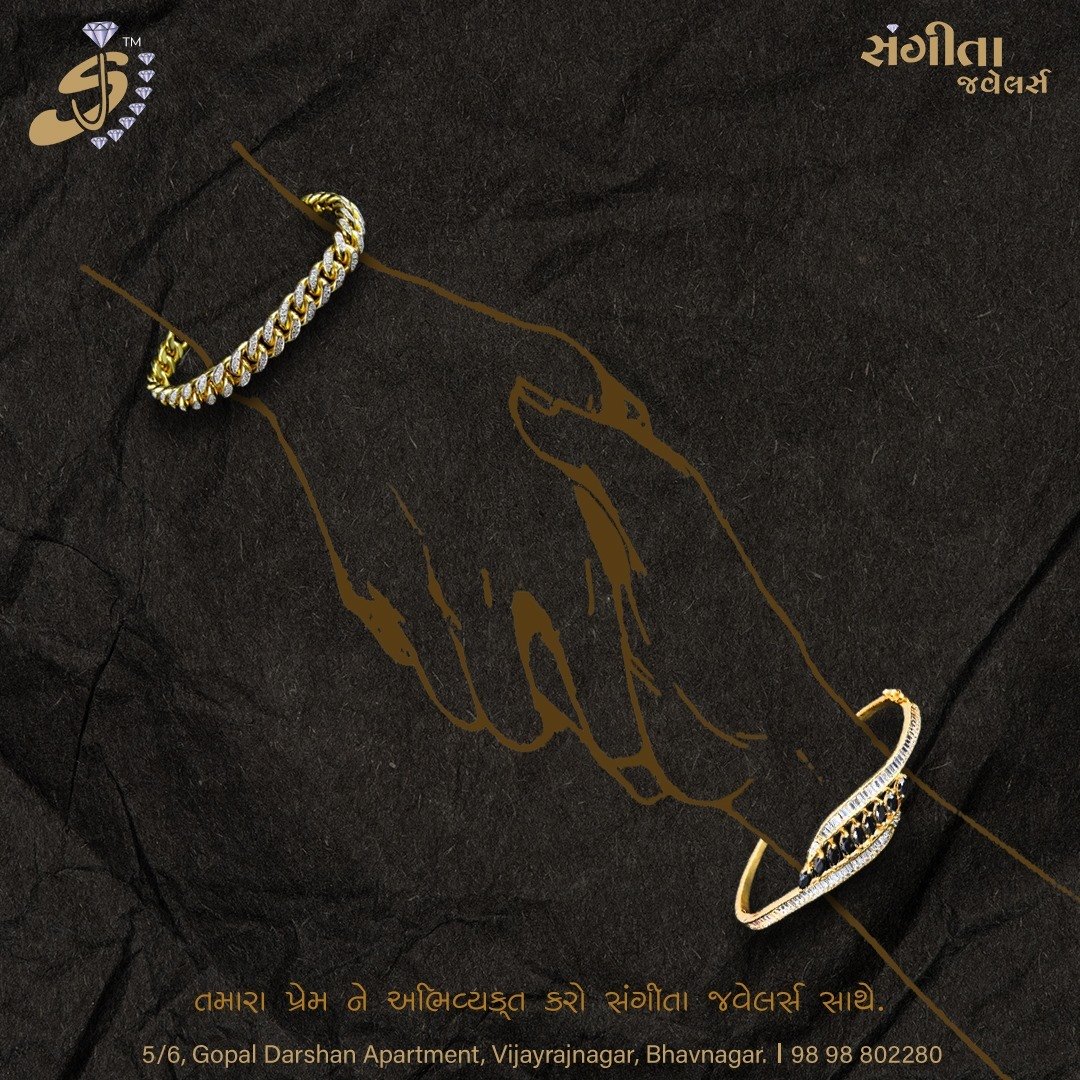 SJ
TM
સંગીતા
જવેલર્સ
તમારા પ્રેમ ને અભિવ્યક્ત કરો સંગીતા જવેલર્સ સાથે.
5/6, Gopal Darshan Apartment, Vijayrajnagar, Bhavnagar. | 98 98 802280